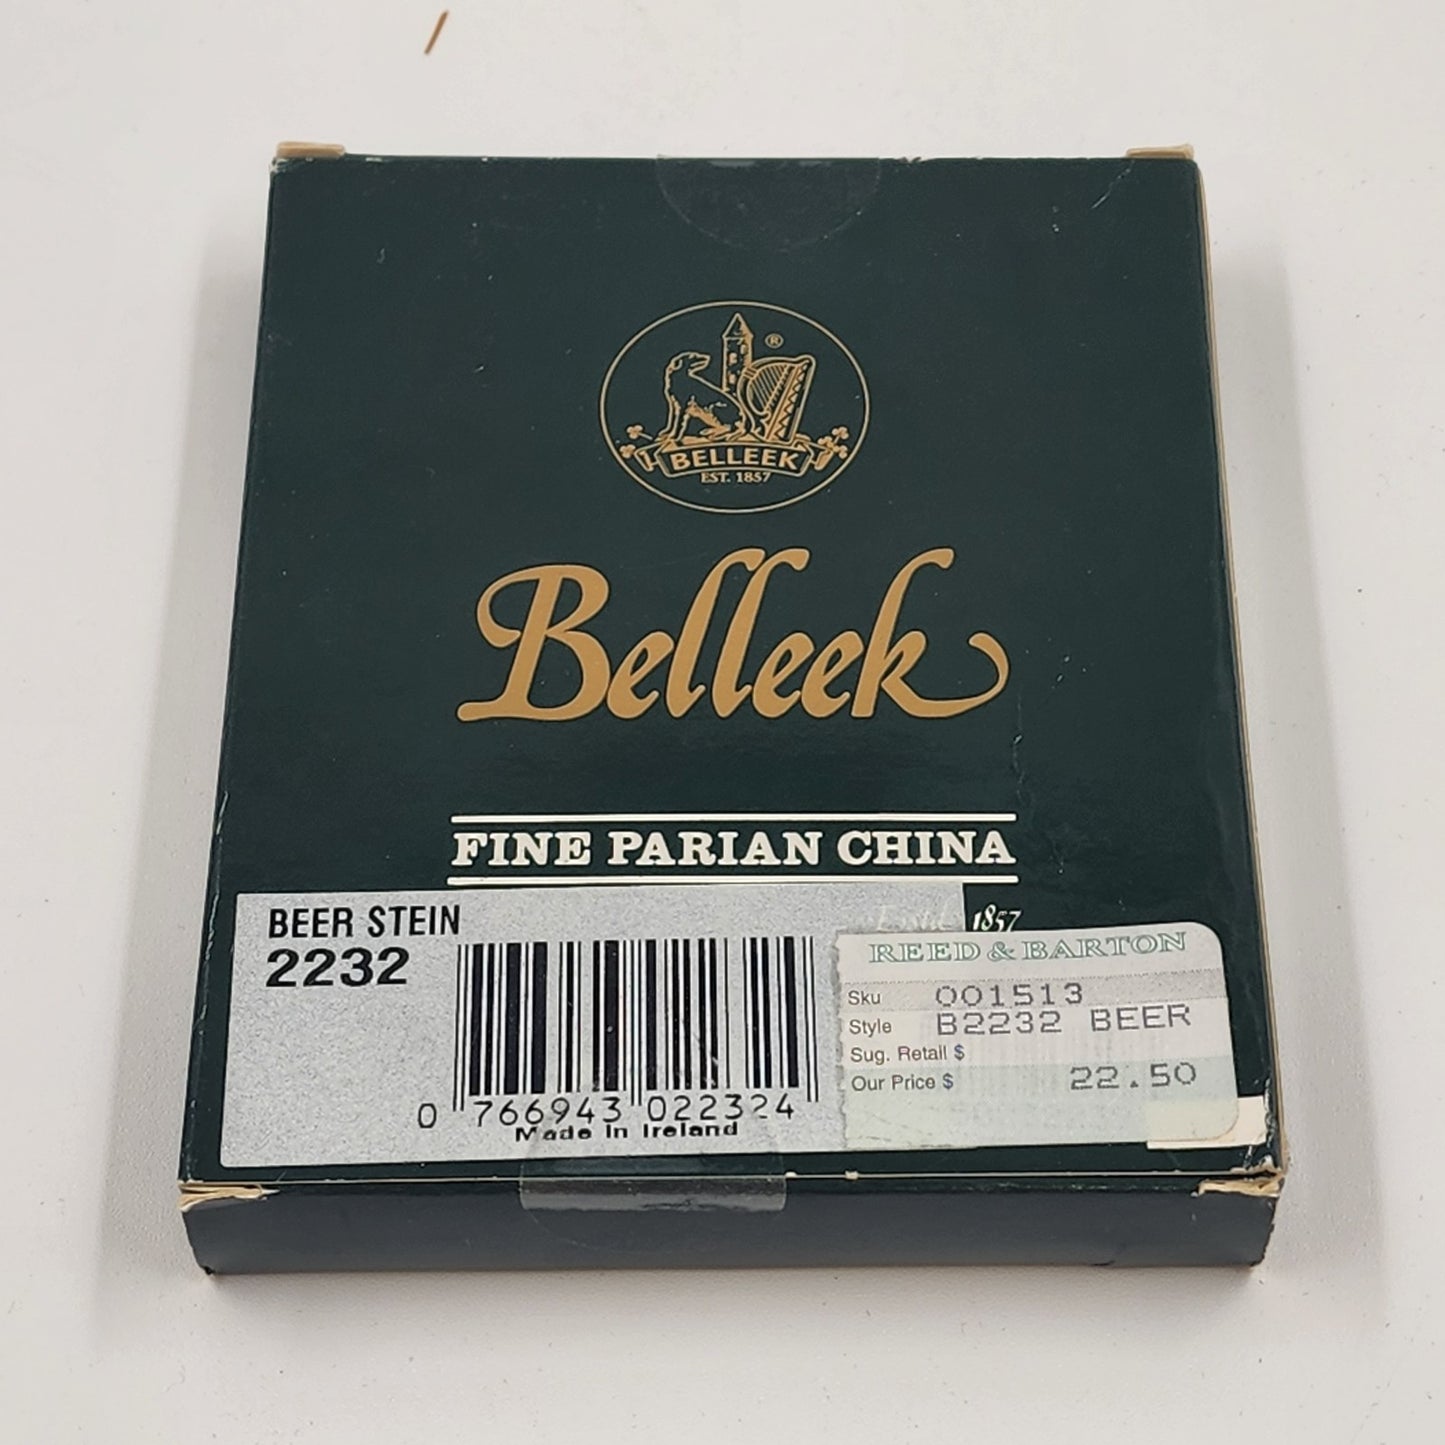 ®
BELLEEK
EST. 1857
Belleek
FINE PARIAN CHINA
Estd. 1857
BEER STEIN
2232
0 766943 022324
Made In Ireland
REED & BARTON
Sku 001513
Style B2232 BEER
Sug. Retail $
Our Price $ 22.50